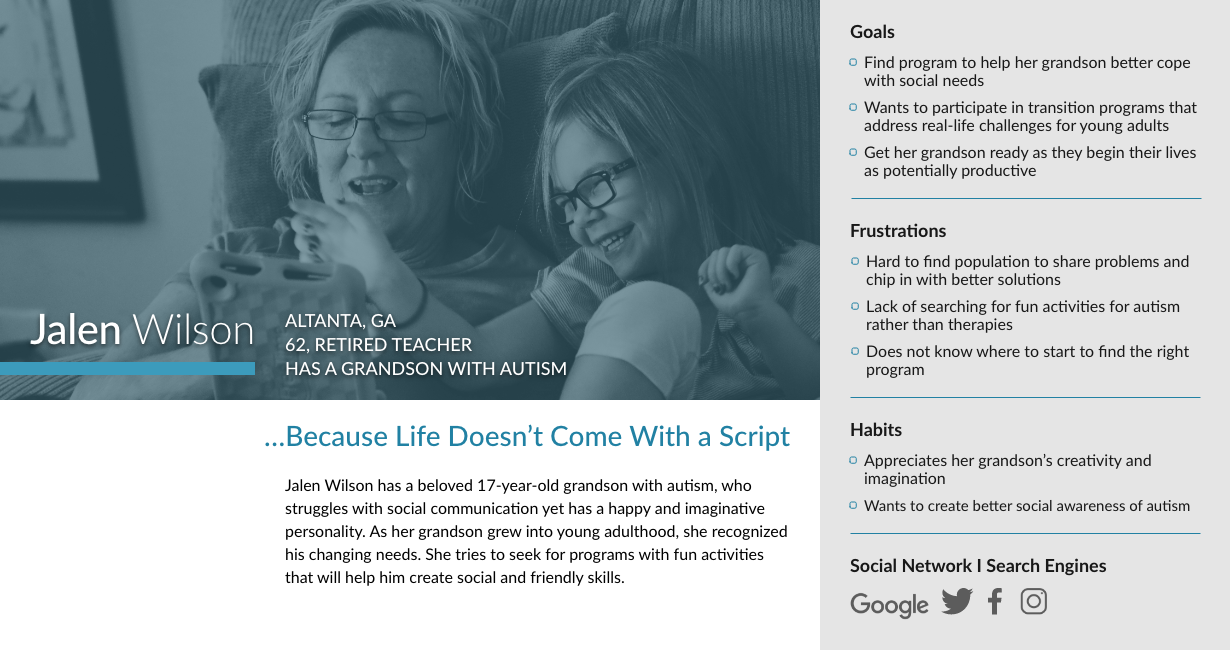 Jalen Wilson
ALTANTA, GA
62, RETIRED TEACHER
HAS A GRANDSON WITH AUTISM
...Because Life Doesn't Come With a Script
Jalen Wilson has a beloved 17-year-old grandson with autism, who
struggles with social communication yet has a happy and imaginative
personality. As her grandson grew into young adulthood, she recognized
his changing needs. She tries to seek for programs with fun activities
that will help him create social and friendly skills.
Goals
Find program to help her grandson better cope
with social needs
Wants to participate in transition programs that
address real-life challenges for young adults
Get her grandson ready as they begin their lives
as potentially productive
Frustrations
Hard to find population to share problems and
chip in with better solutions
Lack of searching for fun activities for autism
rather than therapies
Does not know where to start to find the right
program
Habits
Appreciates her grandson's creativity and
imagination
Wants to create better social awareness of autism
Social Network I Search Engines
Google